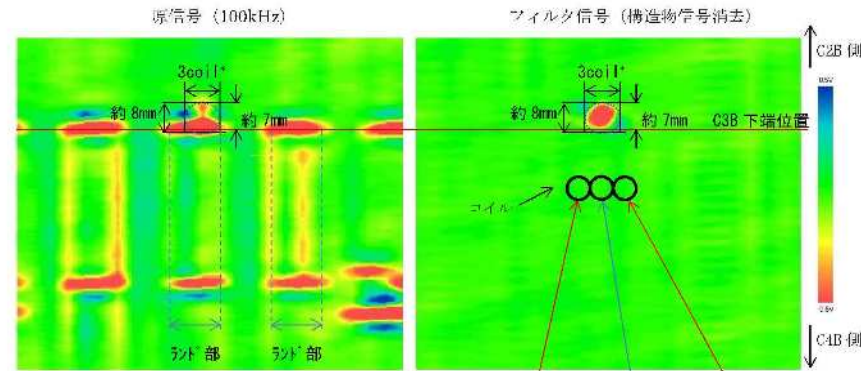 原信号 (100kHz)
フィルタ信号 (構造物信号消去)
C2B 側
3coil*
約 8mm
約 7mm
3coil*
約 8mm
約 7mm
C3B 下端位置
コイル
ランド部
ランド部
C4B 側